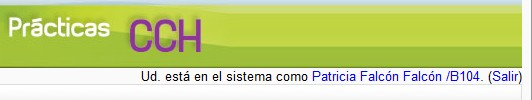 Prácticas CCH
Ud. está en el sistema como Patricia Falcón Falcón /B104. (Salir)